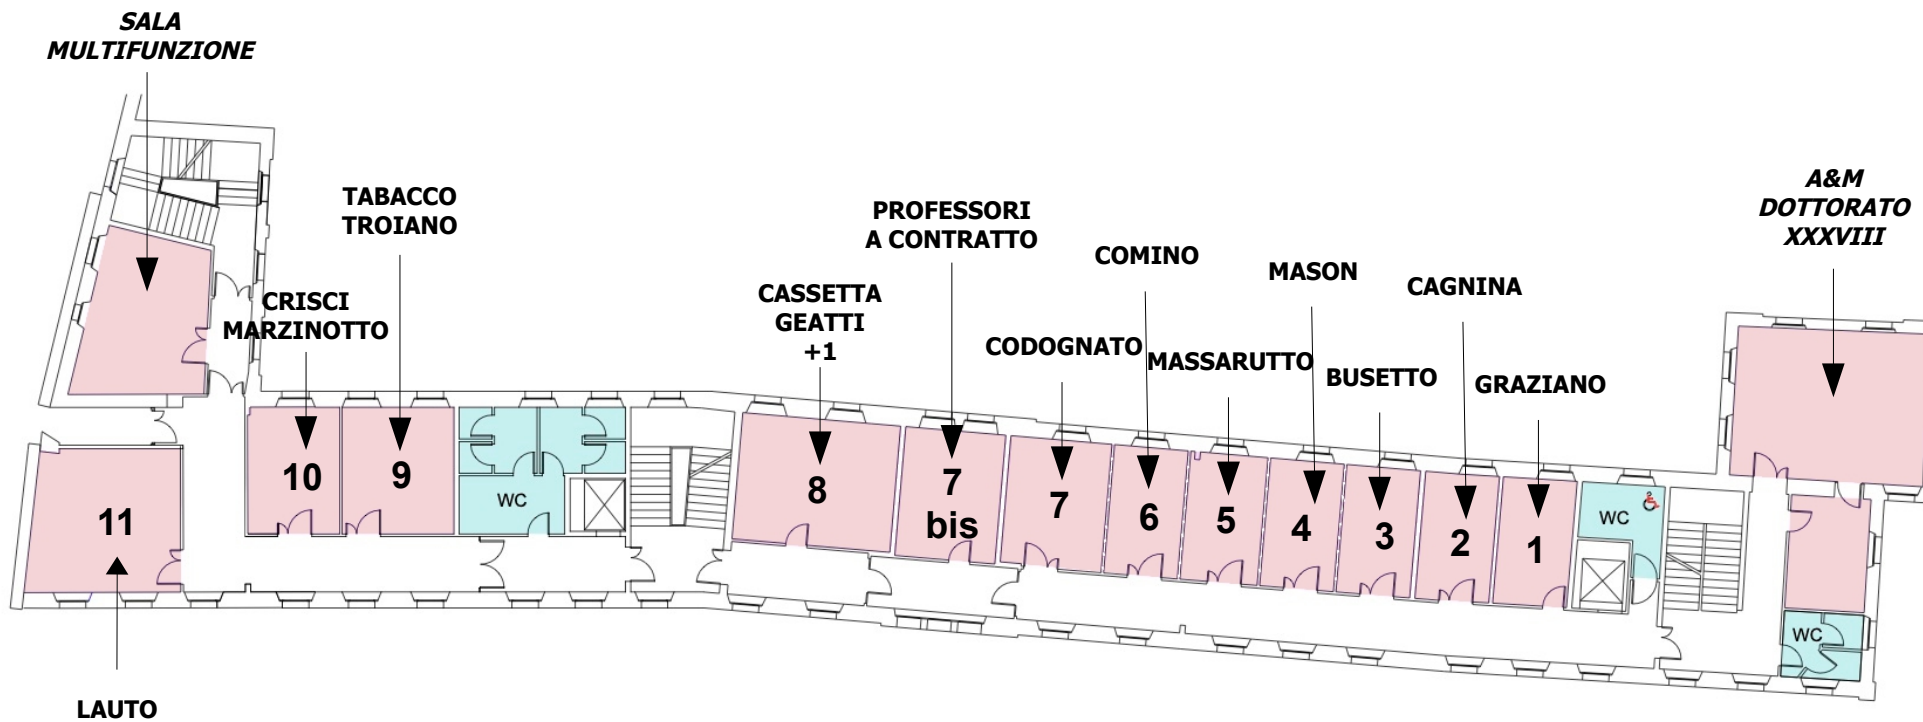 SALA
MULTIFUNZIONE
TABACCO
TROIANO
CRISCI
MARZINOTTO
CASSETTA
GEATTI
+1
PROFESSORI
A CONTRATTO
CODOGNATO
COMINO
MASSARUTTO
MASON
BUSETTO
CAGNINA
GRAZIANO
A&M
DOTTORATO
XXXVIII
11
10
9
WC
8
7
bis
7
6
5
4
3
2
1
WC
WC
LAUTO